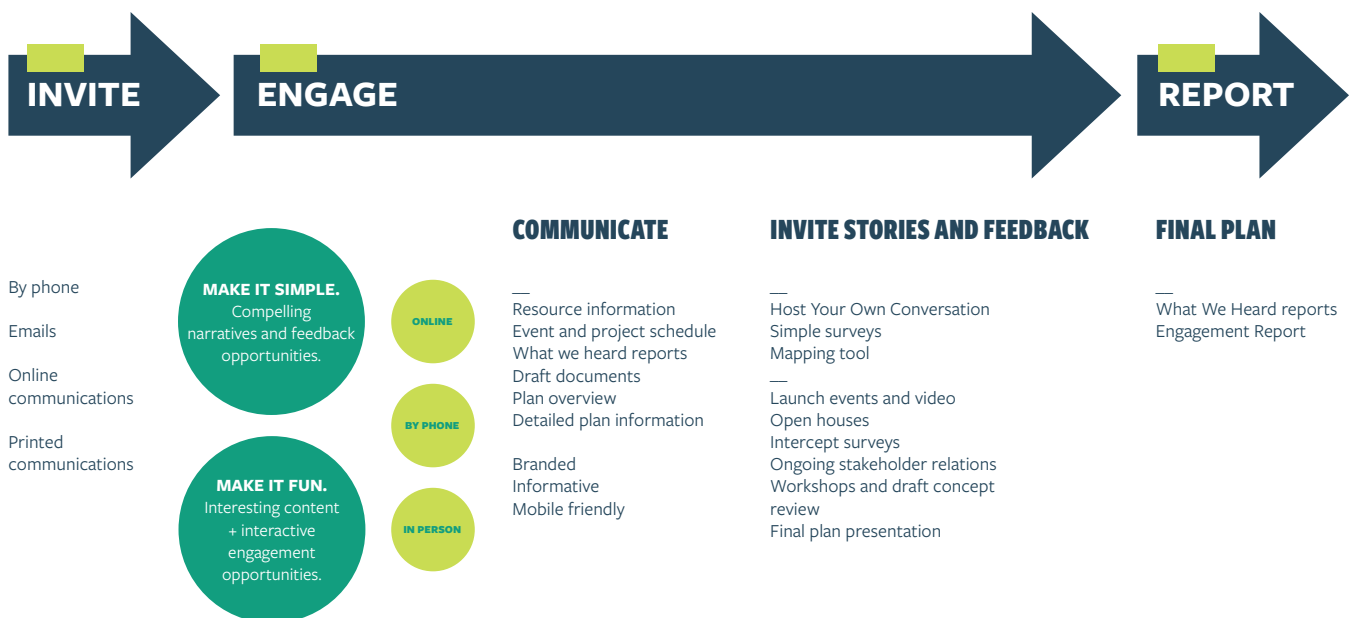 INVITE
ENGAGE
REPORT
By phone
Emails
Online
communications
Printed
communications
MAKE IT SIMPLE.
Compelling
narratives and feedback
opportunities.
MAKE IT FUN.
Interesting content
+ interactive
engagement
opportunities.
ONLINE
BY PHONE
IN PERSON
COMMUNICATE
Resource information
Event and project schedule
What we heard reports
Draft documents
Plan overview
Detailed plan information
Branded
Informative
Mobile friendly
INVITE STORIES AND FEEDBACK
Host Your Own Conversation
Simple surveys
Mapping tool
Launch events and video
Open houses
Intercept surveys
Ongoing stakeholder relations
Workshops and draft concept
review
Final plan presentation
FINAL PLAN
What We Heard reports
Engagement Report